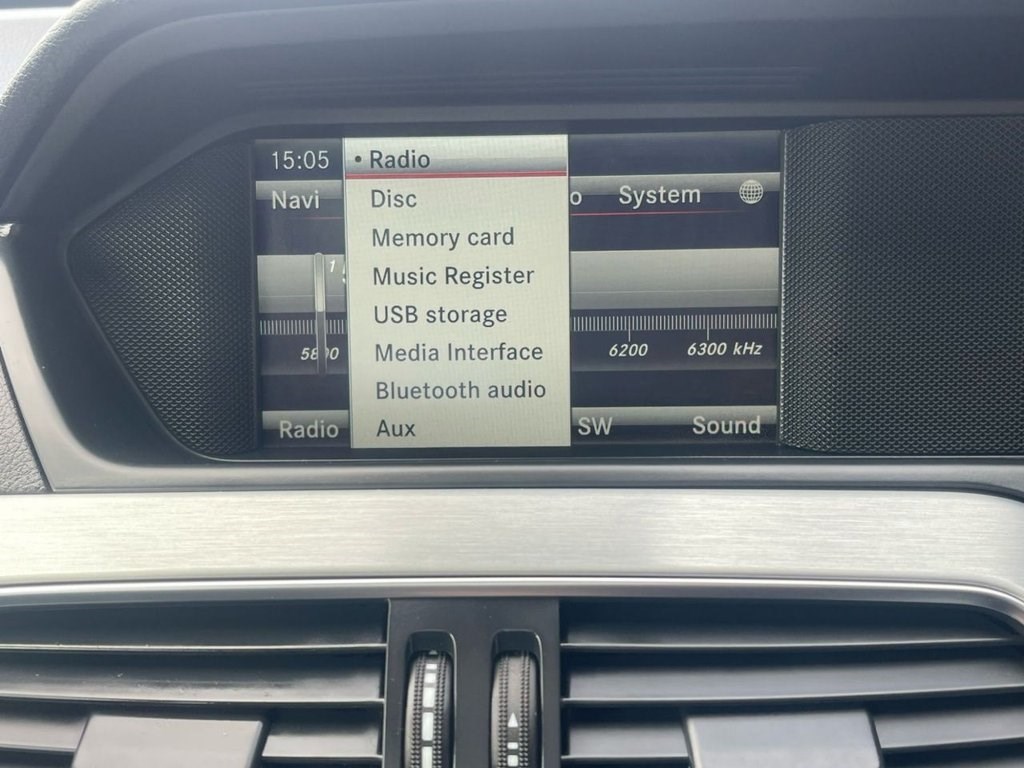 15:05
• Radio
Navi
Disc
o
System
Memory card
Music Register
1
USB storage
Media Interface
6200
6300 kHz
Bluetooth audio
Radio
Aux
SW
Sound